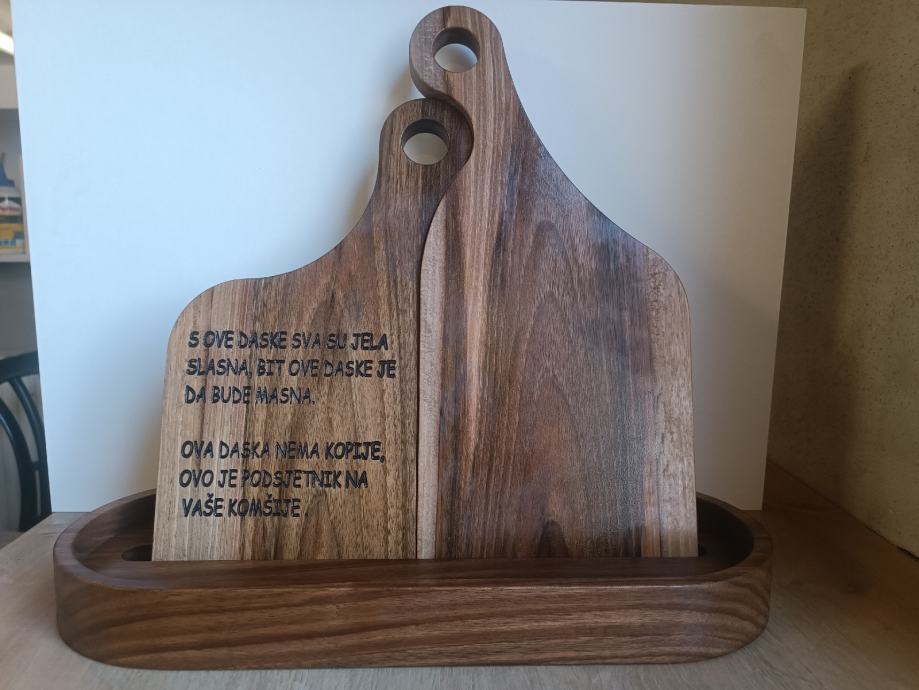 S OVE DASKE SVA SU JELA
SLASNA, BIT OVE DASKE JE
DA BUDE MASNA.
OVA DASKA NEMA KOPIJE,
OVO JE PODSJETNIK NA
VAŠE KOMŠIJE.